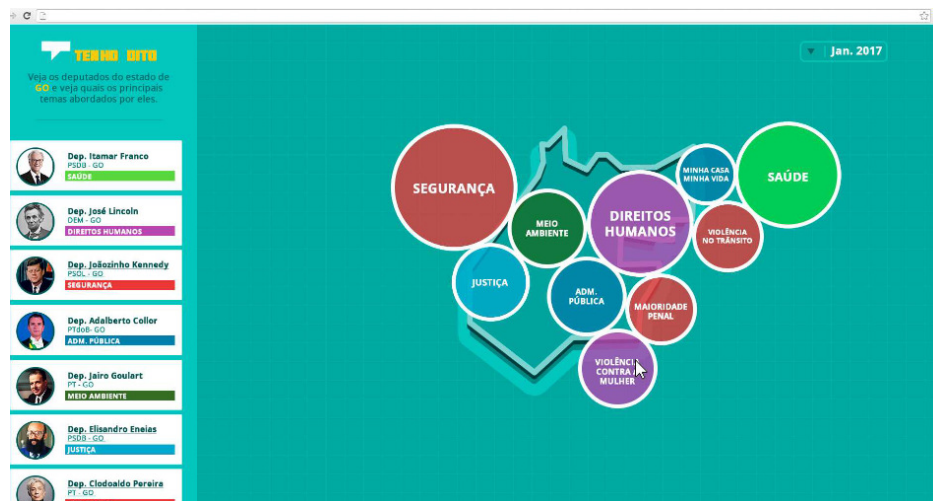 TENHO DITO
Veja os deputados do estado de
GO e veja quais os principais
temas abordados por eles.
Dep. Itamar Franco
PSDB - GO
SAÚDE
Dep. José Lincoln
DEM - GO
DIREITOS HUMANOS
Dep. Joãozinho Kennedy
PSOL - GO
SEGURANÇA
Dep. Adalberto Collor
PTdoB- GO
ADM. PÚBLICA
Dep. Jairo Goulart
PT - GO
MEIO AMBIENTE
Dep. Elisandro Eneias
PSDB - GO
JUSTIÇA
Dep. Clodoaldo Pereira
PT - GO
Jan. 2017
SEGURANÇA
MEIO
AMBIENTE
DIREITOS
HUMANOS
MINHA CASA
MINHA VIDA
SAÚDE
VIOLÊNCIA
NO TRÂNSITO
JUSTIÇA
ADM.
PÚBLICA
MAIORIDADE
PENAL
VIOLÊNCIA
CONTRA A
MULHER